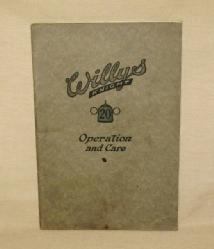 Willys
KNIGHT
20
Operation
and Care